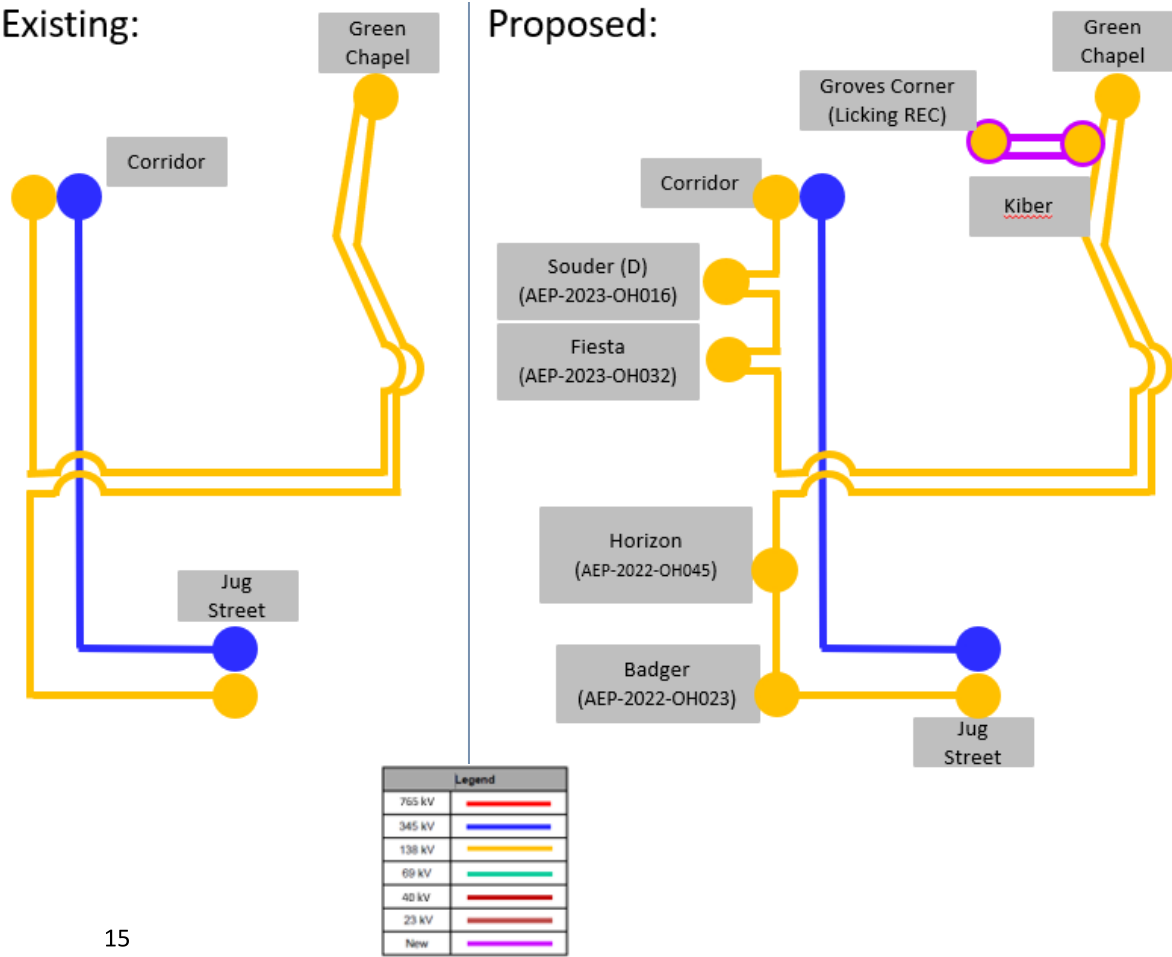 Existing:
Green
Chapel
Corridor
Jug
Street
Proposed:
Green
Chapel
Groves Corner
(Licking REC)
Corridor
Kiber
Souder (D)
(AEP-2023-OH016)
Fiesta
(AEP-2023-OH032)
Horizon
(AEP-2022-OH045)
Badger
(AEP-2022-OH023)
Jug
Street
Legend
765 kV
345 kV
138 kV
69 kV
40 kV
23 kV
New
15